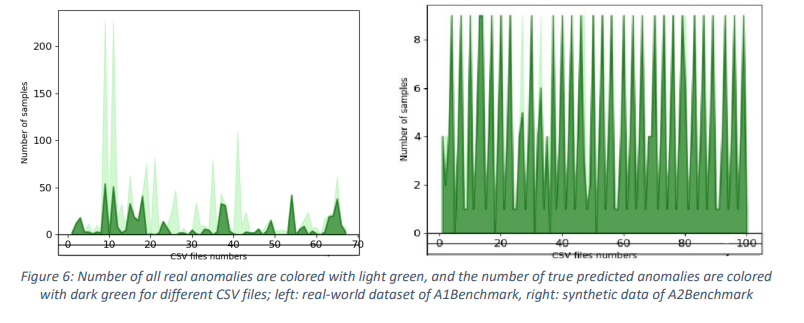 200
150
100
50
0
Number of samples
0 10 20 30 40 50 60 70
CSV files numbers
8
6
4
2
0
Number of samples
0 20 40 60 80 100
CSV files numbers
Figure 6: Number of all real anomalies are colored with light green, and the number of true predicted anomalies are colored
with dark green for different CSV files; left: real-world dataset of A1Benchmark, right: synthetic data of A2Benchmark